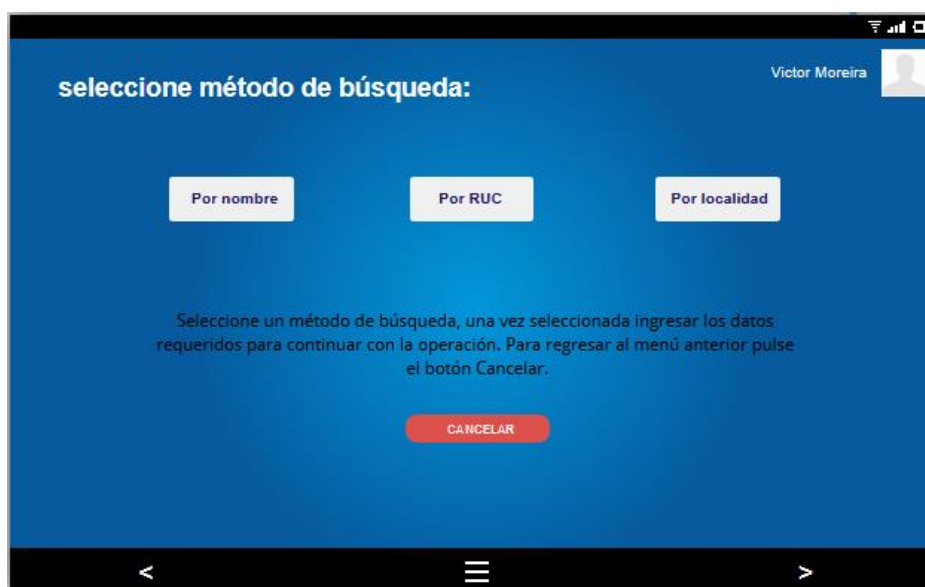 Victor Moreira
seleccione método de búsqueda:
Por nombre
Por RUC
Por localidad
Seleccione un método de búsqueda, una vez seleccionada ingresar los datos
requeridos para continuar con la operación. Para regresar al menú anterior pulse
el botón Cancelar.
CANCELAR